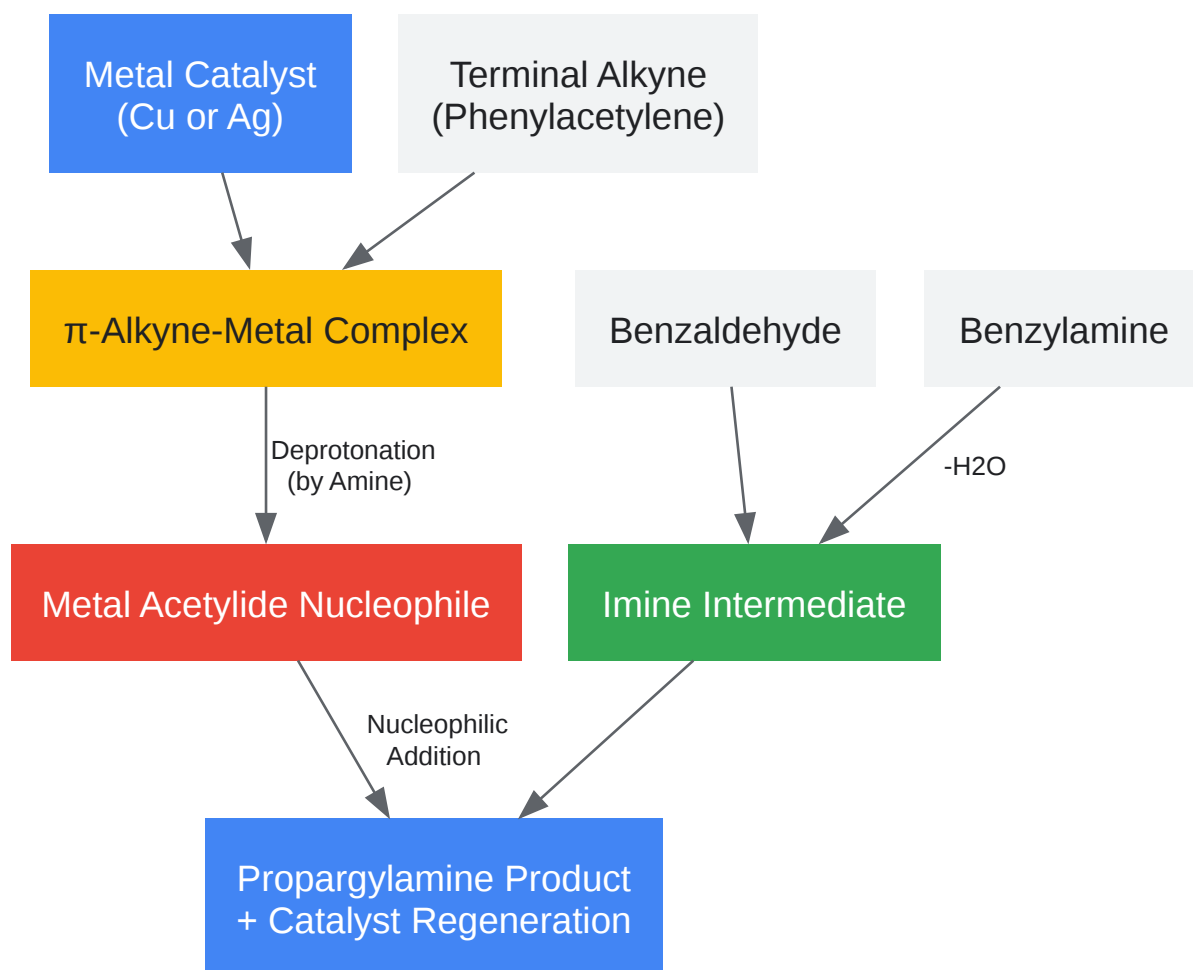 Metal Catalyst
(Cu or Ag)
Terminal Alkyne
(Phenylacetylene)
π-Alkyne-Metal Complex
Benzaldehyde
Benzylamine
Deprotonation
(by Amine)
-H2O
Metal Acetylide Nucleophile
Imine Intermediate
Nucleophilic
Addition
Propargylamine Product
+ Catalyst Regeneration